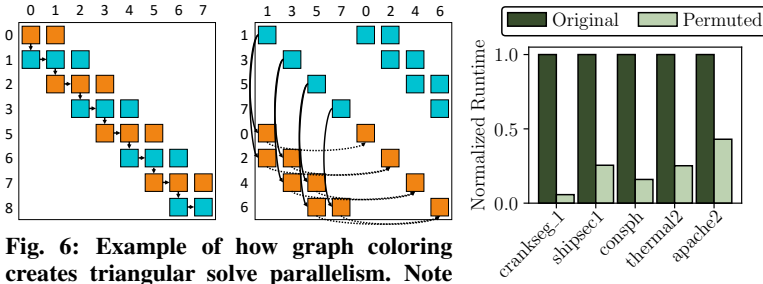 0 1 2 3 4 5 6 7
0
1
2
3
5
6
7
8
1 3 5 7 0 2 4 6
1
3
5
7
0
2
4
6
Fig. 6: Example of how graph coloring
creates triangular solve parallelism. Note
Original Permuted
Normalized Runtime
1.0
0.5
0.0
crankseg_1
shipsec1
consph
thermal2
apache2